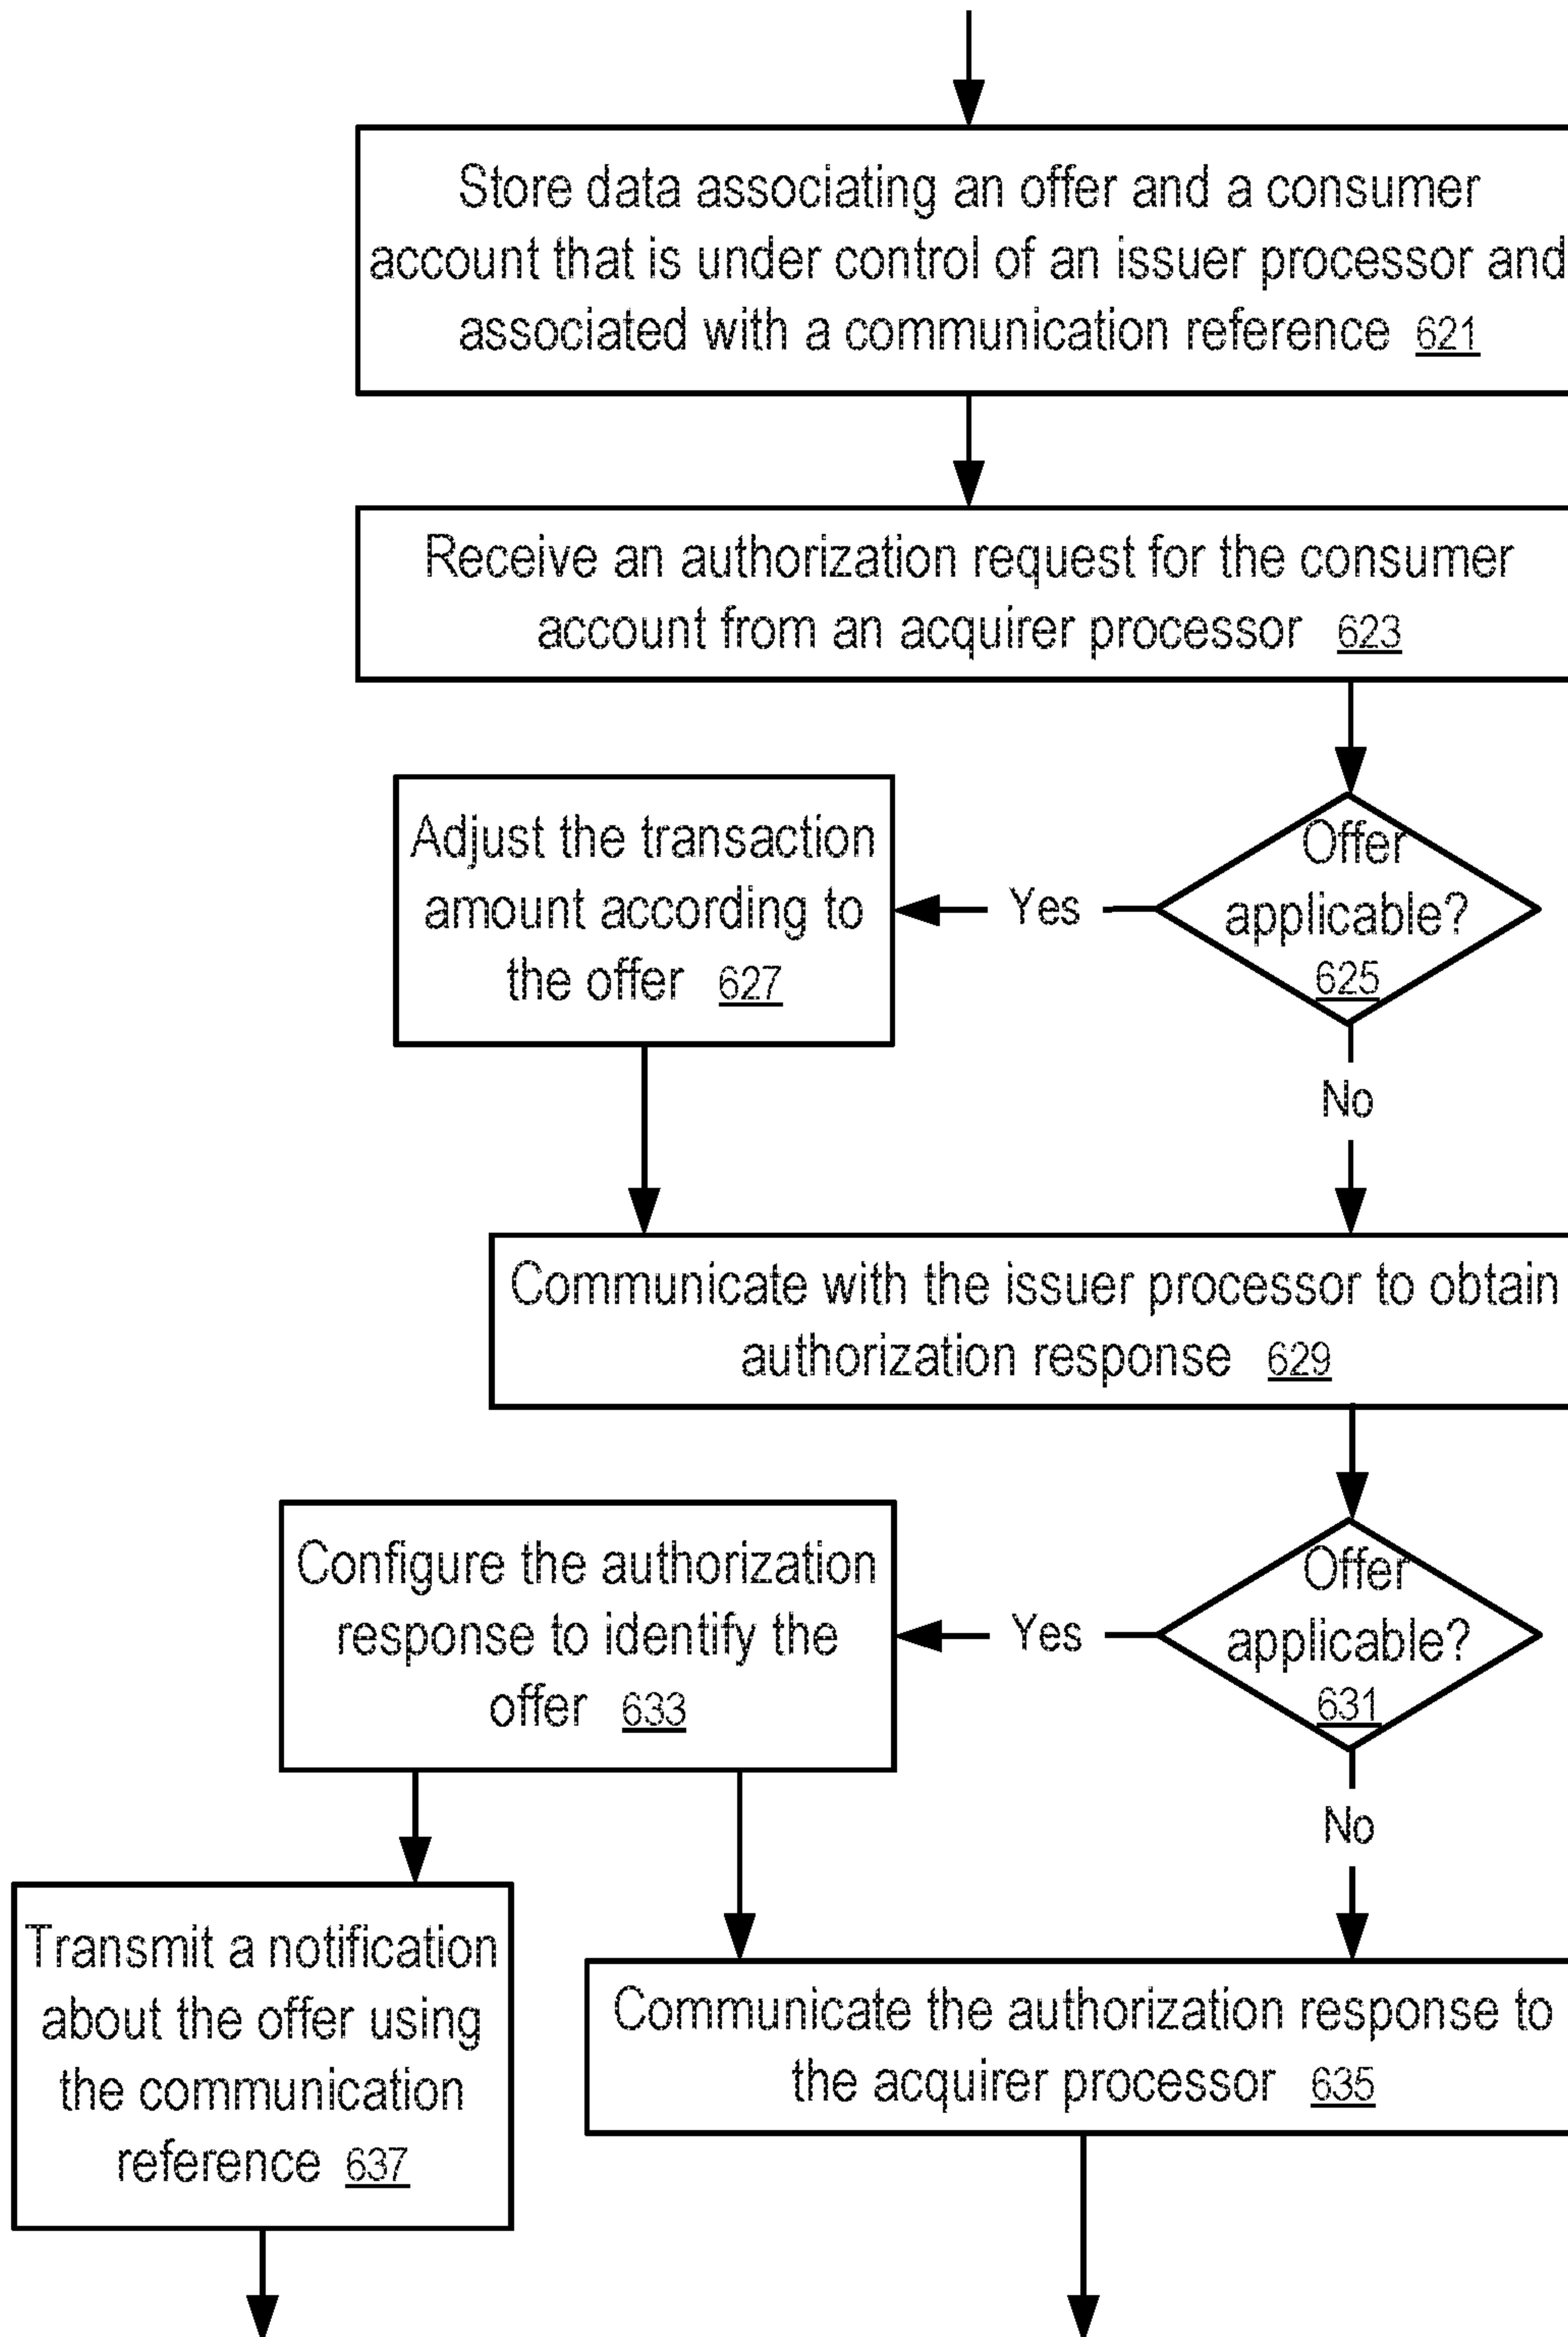 Store data associating an offer and a consumer
account that is under control of an issuer processor and
associated with a communication reference 621
Receive an authorization request for the consumer
account from an acquirer processor 623
Offer
applicable?
625
Yes
Adjust the transaction
amount according to
the offer 627
No
Communicate with the issuer processor to obtain
authorization response 629
Offer
applicable?
631
Yes
Configure the authorization
response to identify the
offer 633
No
Transmit a notification
about the offer using
the communication
reference 637
Communicate the authorization response to
the acquirer processor 635